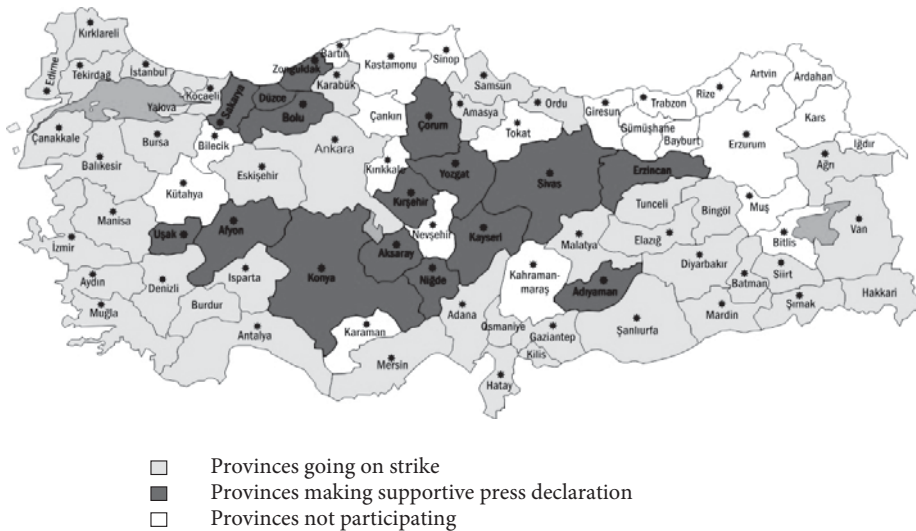 Kırklareli
Edirne
Tekirdağ
İstanbul
Kocaeli
Yalova
Sakarya
Düzce
Bolu
Zonguldak
Bartın
Karabük
Kastamonu
Sinop
Samsun
Çankırı
Çorum
Amasya
Tokat
Ordu
Giresun
Trabzon
Rize
Artvin
Ardahan
Kars
Gümüşhane
Bayburt
Erzurum
Iğdır
Ağrı
Çanakkale
Balıkesir
Bursa
Bilecik
Kütahya
Eskişehir
Ankara
Kırıkkale
Yozgat
Sivas
Erzincan
Tunceli
Bingöl
Muş
Bitlis
Van
Manisa
İzmir
Uşak
Afyon
Kırşehir
Nevşehir
Kayseri
Malatya
Elazığ
Diyarbakır
Batman
Siirt
Hakkari
Şırnak
Mardin
Aydın
Denizli
Isparta
Burdur
Muğla
Antalya
Konya
Aksaray
Niğde
Karaman
Mersin
Adana
Kahraman-
maraş
Adıyaman
Osmaniye
Gaziantep
Kilis
Şanlıurfa
Hatay
Provinces going on strike
Provinces making supportive press declaration
Provinces not participating